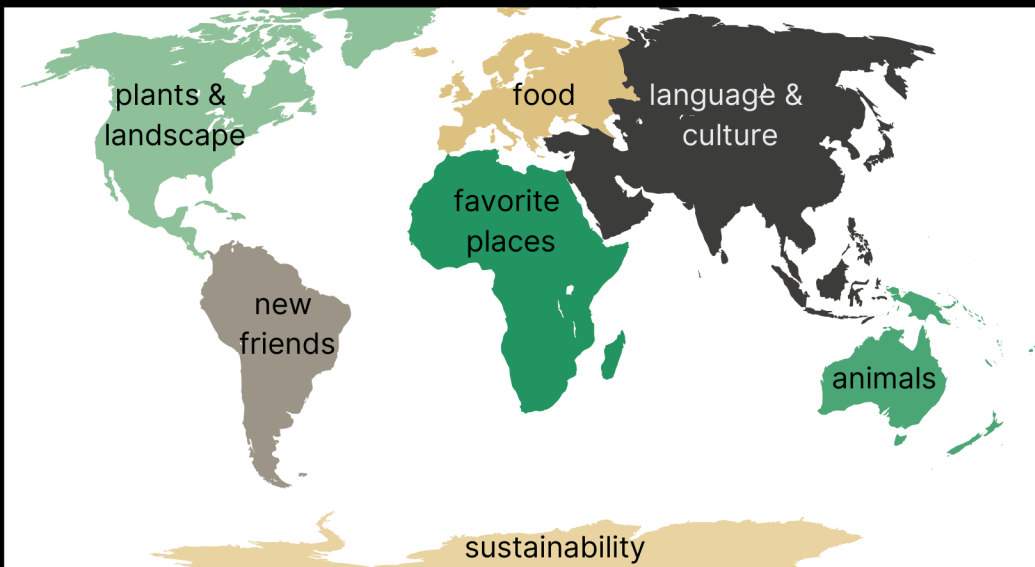 plants &
landscape
food
language &
culture
favorite
places
new
friends
animals
sustainability